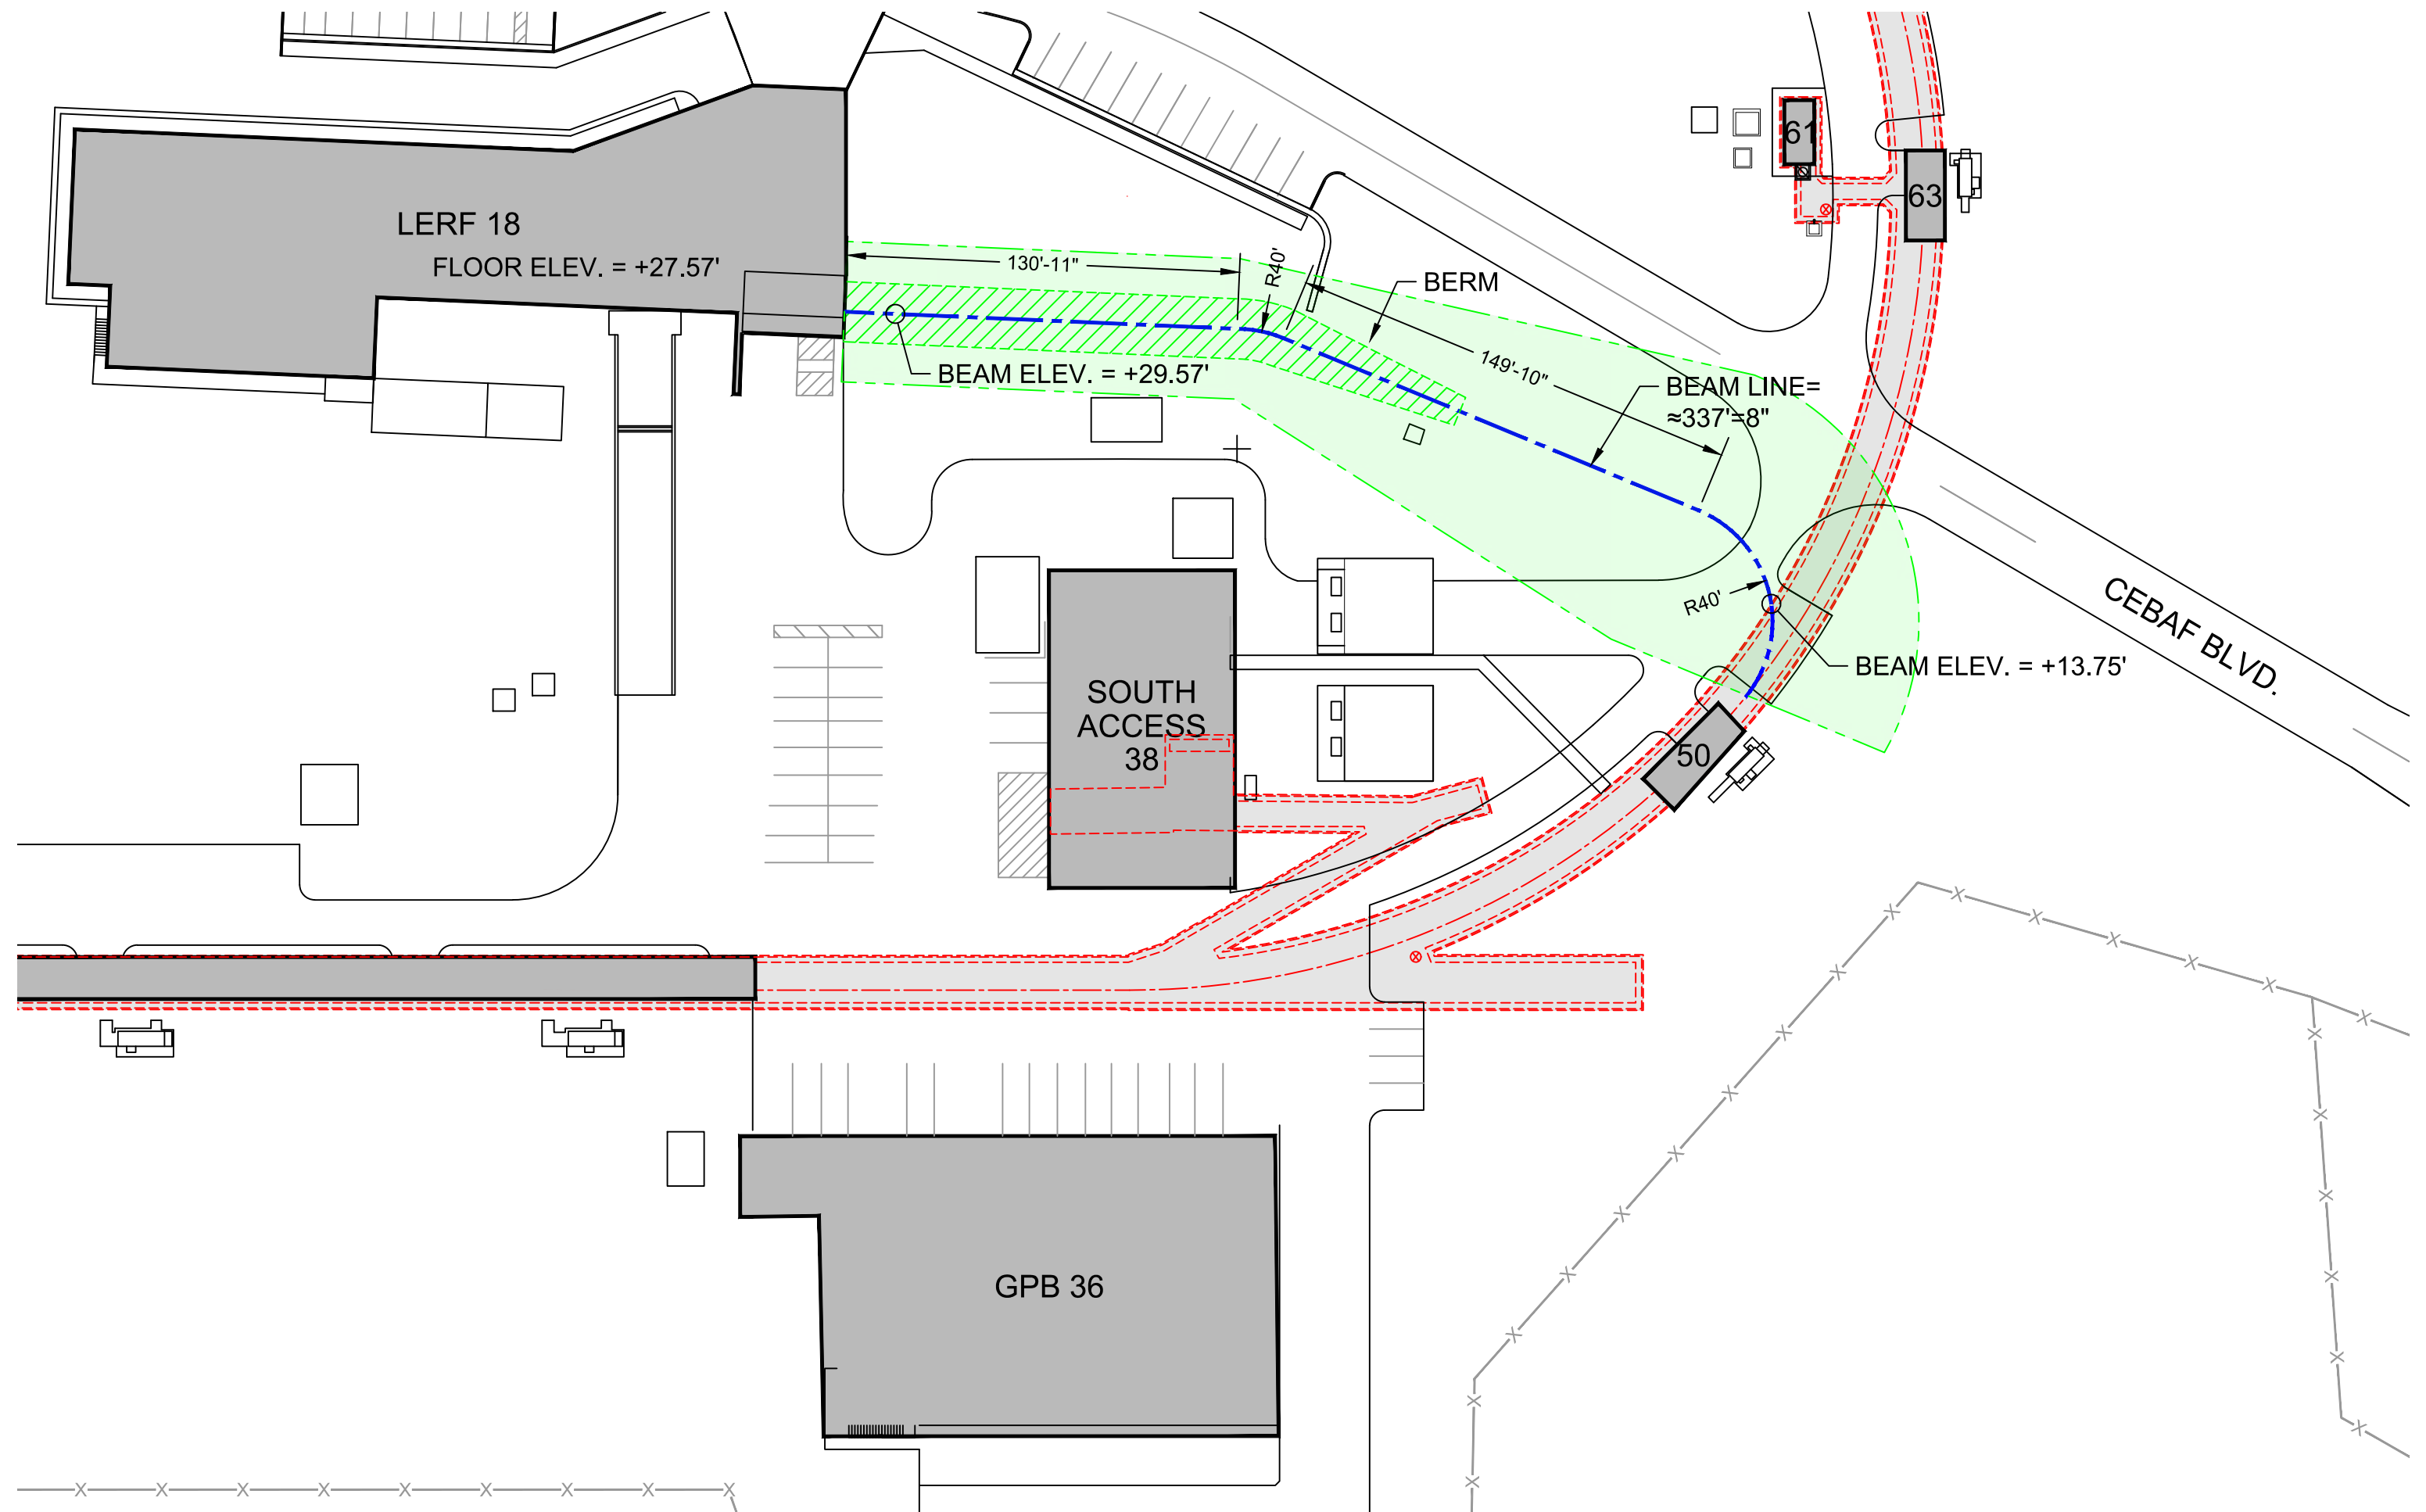 LERF 18
FLOOR ELEV. = +27.57'
130'-11"
R40'
BERM
61
63
BEAM ELEV. = +29.57'
149'-10"
BEAM LINE=
≈337'=8"
R40'
CEBAF BLVD.
BEAM ELEV. = +13.75'
SOUTH
ACCESS
38
50
GPB 36